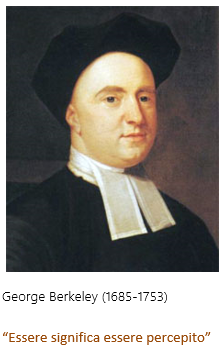 George Berkeley (1685-1753)
“Essere significa essere percepito”